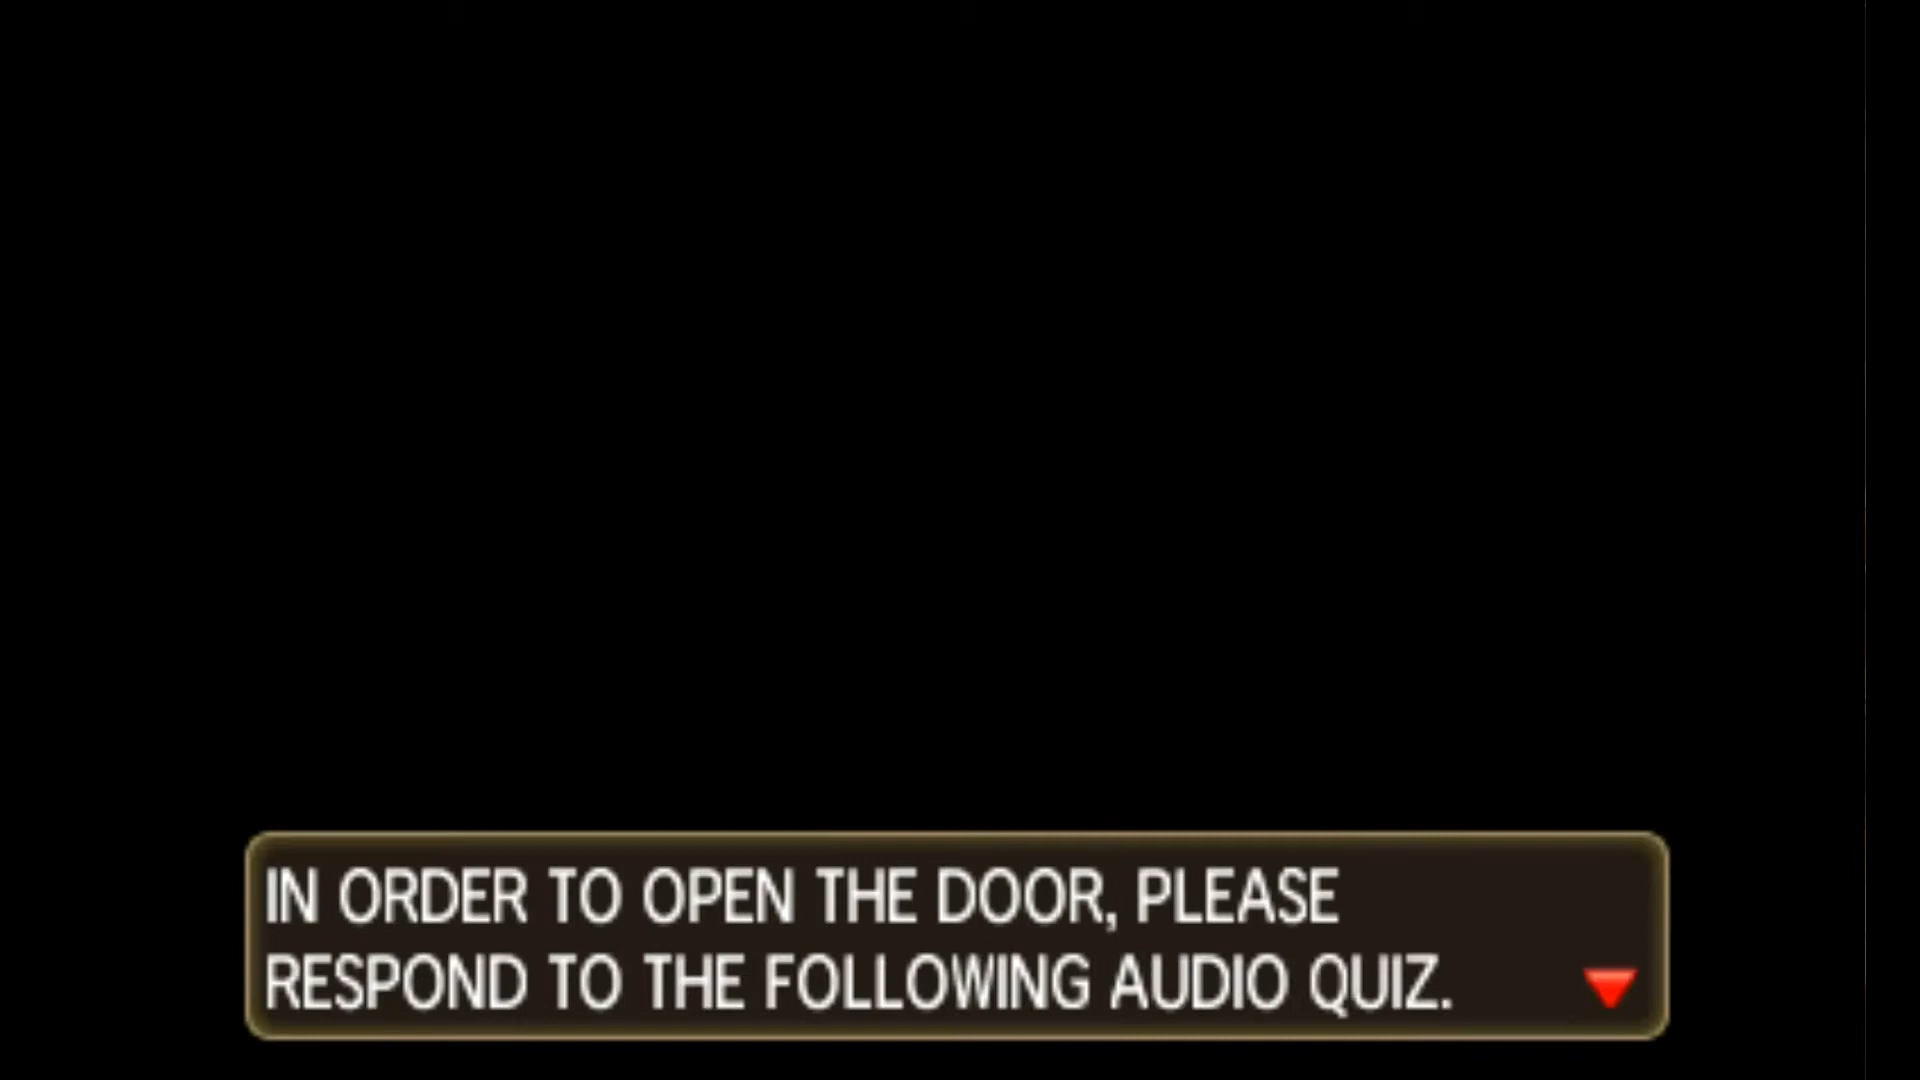 IN ORDER TO OPEN THE DOOR, PLEASE
RESPOND TO THE FOLLOWING AUDIO QUIZ.